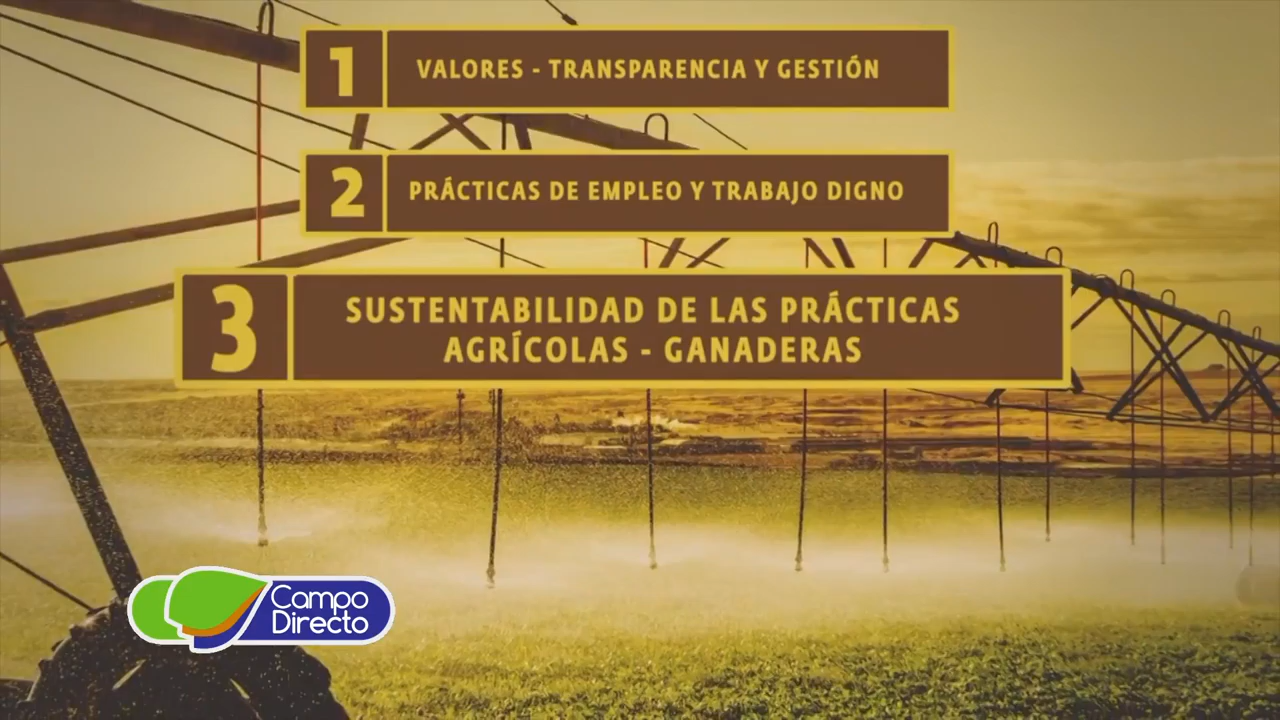 1 VALORES - TRANSPARENCIA Y GESTIÓN
2 PRÁCTICAS DE EMPLEO Y TRABAJO DIGNO
3 SUSTENTABILIDAD DE LAS PRÁCTICAS
AGRÍCOLAS - GANADERAS
Campo
Directo